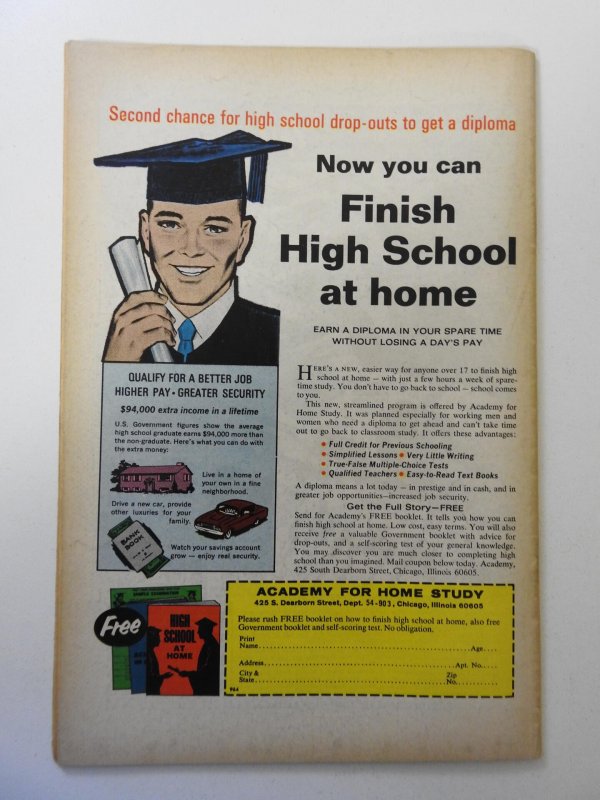 Second chance for high school drop-outs to get a diploma
Now you can
Finish
High School
at home
EARN A DIPLOMA IN YOUR SPARE TIME
WITHOUT LOSING A DAY'S PAY
QUALIFY FOR A BETTER JOB
HIGHER PAY • GREATER SECURITY
$94,000 extra income in a lifetime
U.S. Government figures show the average
high school graduate earns $94,000 more than
the non-graduate. Here's what you can do with
the extra money:
Live in a home of
your own in a fine
neighborhood.
Drive a new car, provide
other luxuries for your
family.
BANK
BOOK
Watch your savings account
grow — enjoy real security.
HERE'S A NEW, easier way for anyone over 17 to finish high
school at home — with just a few hours a week of spare-
time study. You don't have to go back to school — school comes
to you.
This new, streamlined program is offered by Academy for
Home Study. It was planned especially for working men and
women who need a diploma to get ahead and can't take time
out to go back to classroom study. It offers these advantages:
• Full Credit for Previous Schooling
• Simplified Lessons • Very Little Writing
• True-False Multiple-Choice Tests
• Qualified Teachers • Easy-to-Read Text Books
A diploma means a lot today — in prestige and in cash, and in
greater job opportunities—increased job security.
Get the Full Story—FREE
Send for Academy's FREE booklet. It tells you how you can
finish high school at home. Low cost, easy terms. You will also
receive free a valuable Government booklet with advice for
drop-outs, and a self-scoring test of your general knowledge.
You may discover you are much closer to completing high
school than you imagined. Mail coupon below today. Academy,
425 South Dearborn Street, Chicago, Illinois 60605.
Free
HIGH
SCHOOL
AT
HOME
ACADEMY FOR HOME STUDY
425 S. Dearborn Street, Dept. 54-903, Chicago, Illinois 60605
Please rush FREE booklet on how to finish high school at home, also free
Government booklet and self-scoring test. No obligation.
Print
Name Age
Address Apt. No.
City & Zip
State No.
964